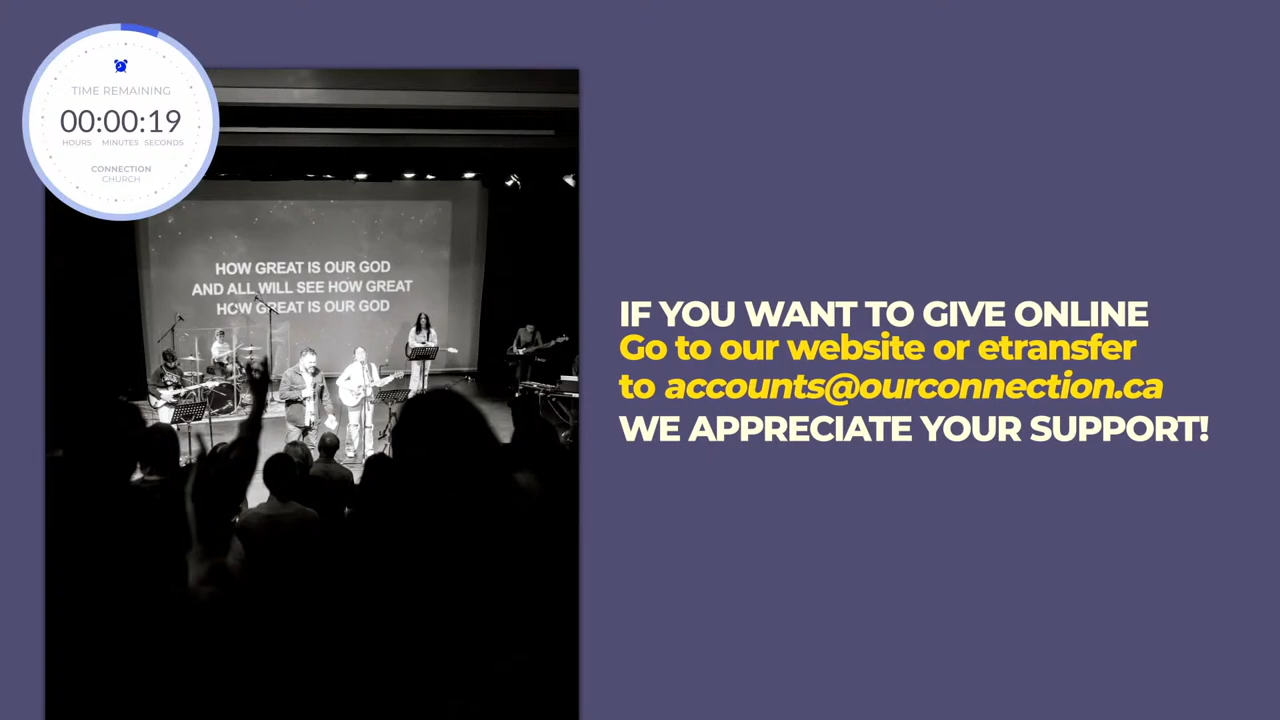 TIME REMAINING
00:00:19
HOURS MINUTES SECONDS
CONNECTION
CHURCH
HOW GREAT IS OUR GOD
AND ALL WILL SEE HOW GREAT
HOW GREAT IS OUR GOD
IF YOU WANT TO GIVE ONLINE
Go to our website or etransfer
to accounts@ourconnection.ca
WE APPRECIATE YOUR SUPPORT!